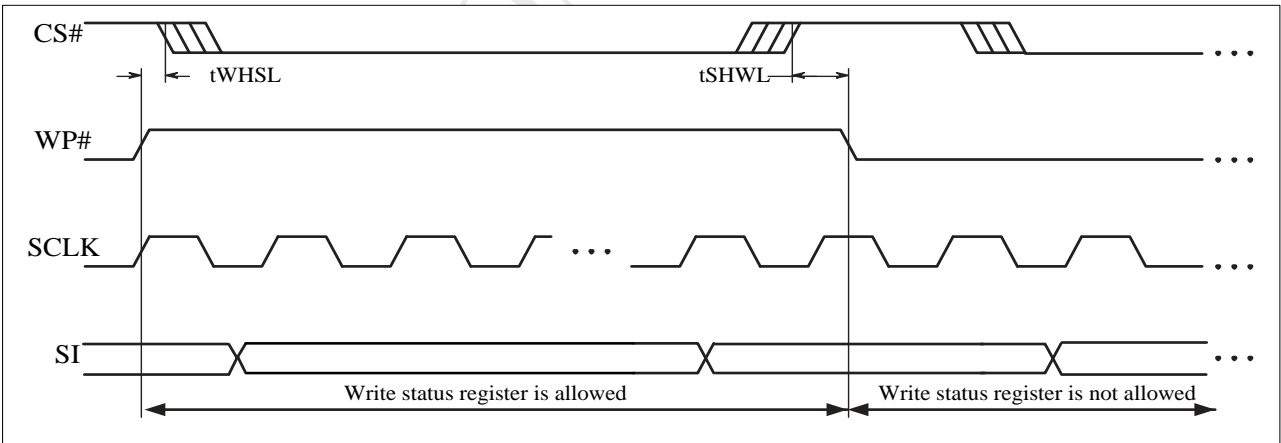 CS#
tWHSL
tSHWL
WP#
SCLK
SI
Write status register is allowed
Write status register is not allowed